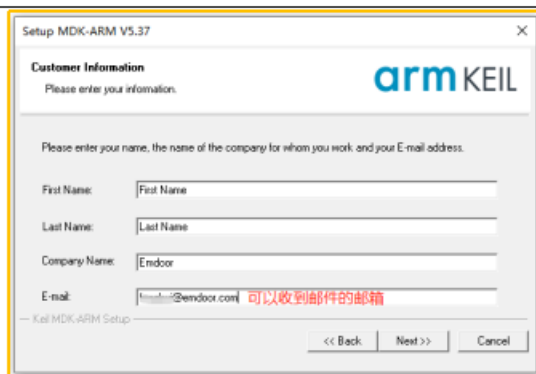 Setup MDK-ARM V5.37
Customer Information
Please enter your information.
arm KEIL
Please enter your name, the name of the company for whom you work and your E-mail address.
First Name: First Name
Last Name: Last Name
Company Name: Emdoor
E-mail: @emdoor.com 可以收到邮件的邮箱
Keil MDK-ARM Setup
<< Back Next >> Cancel